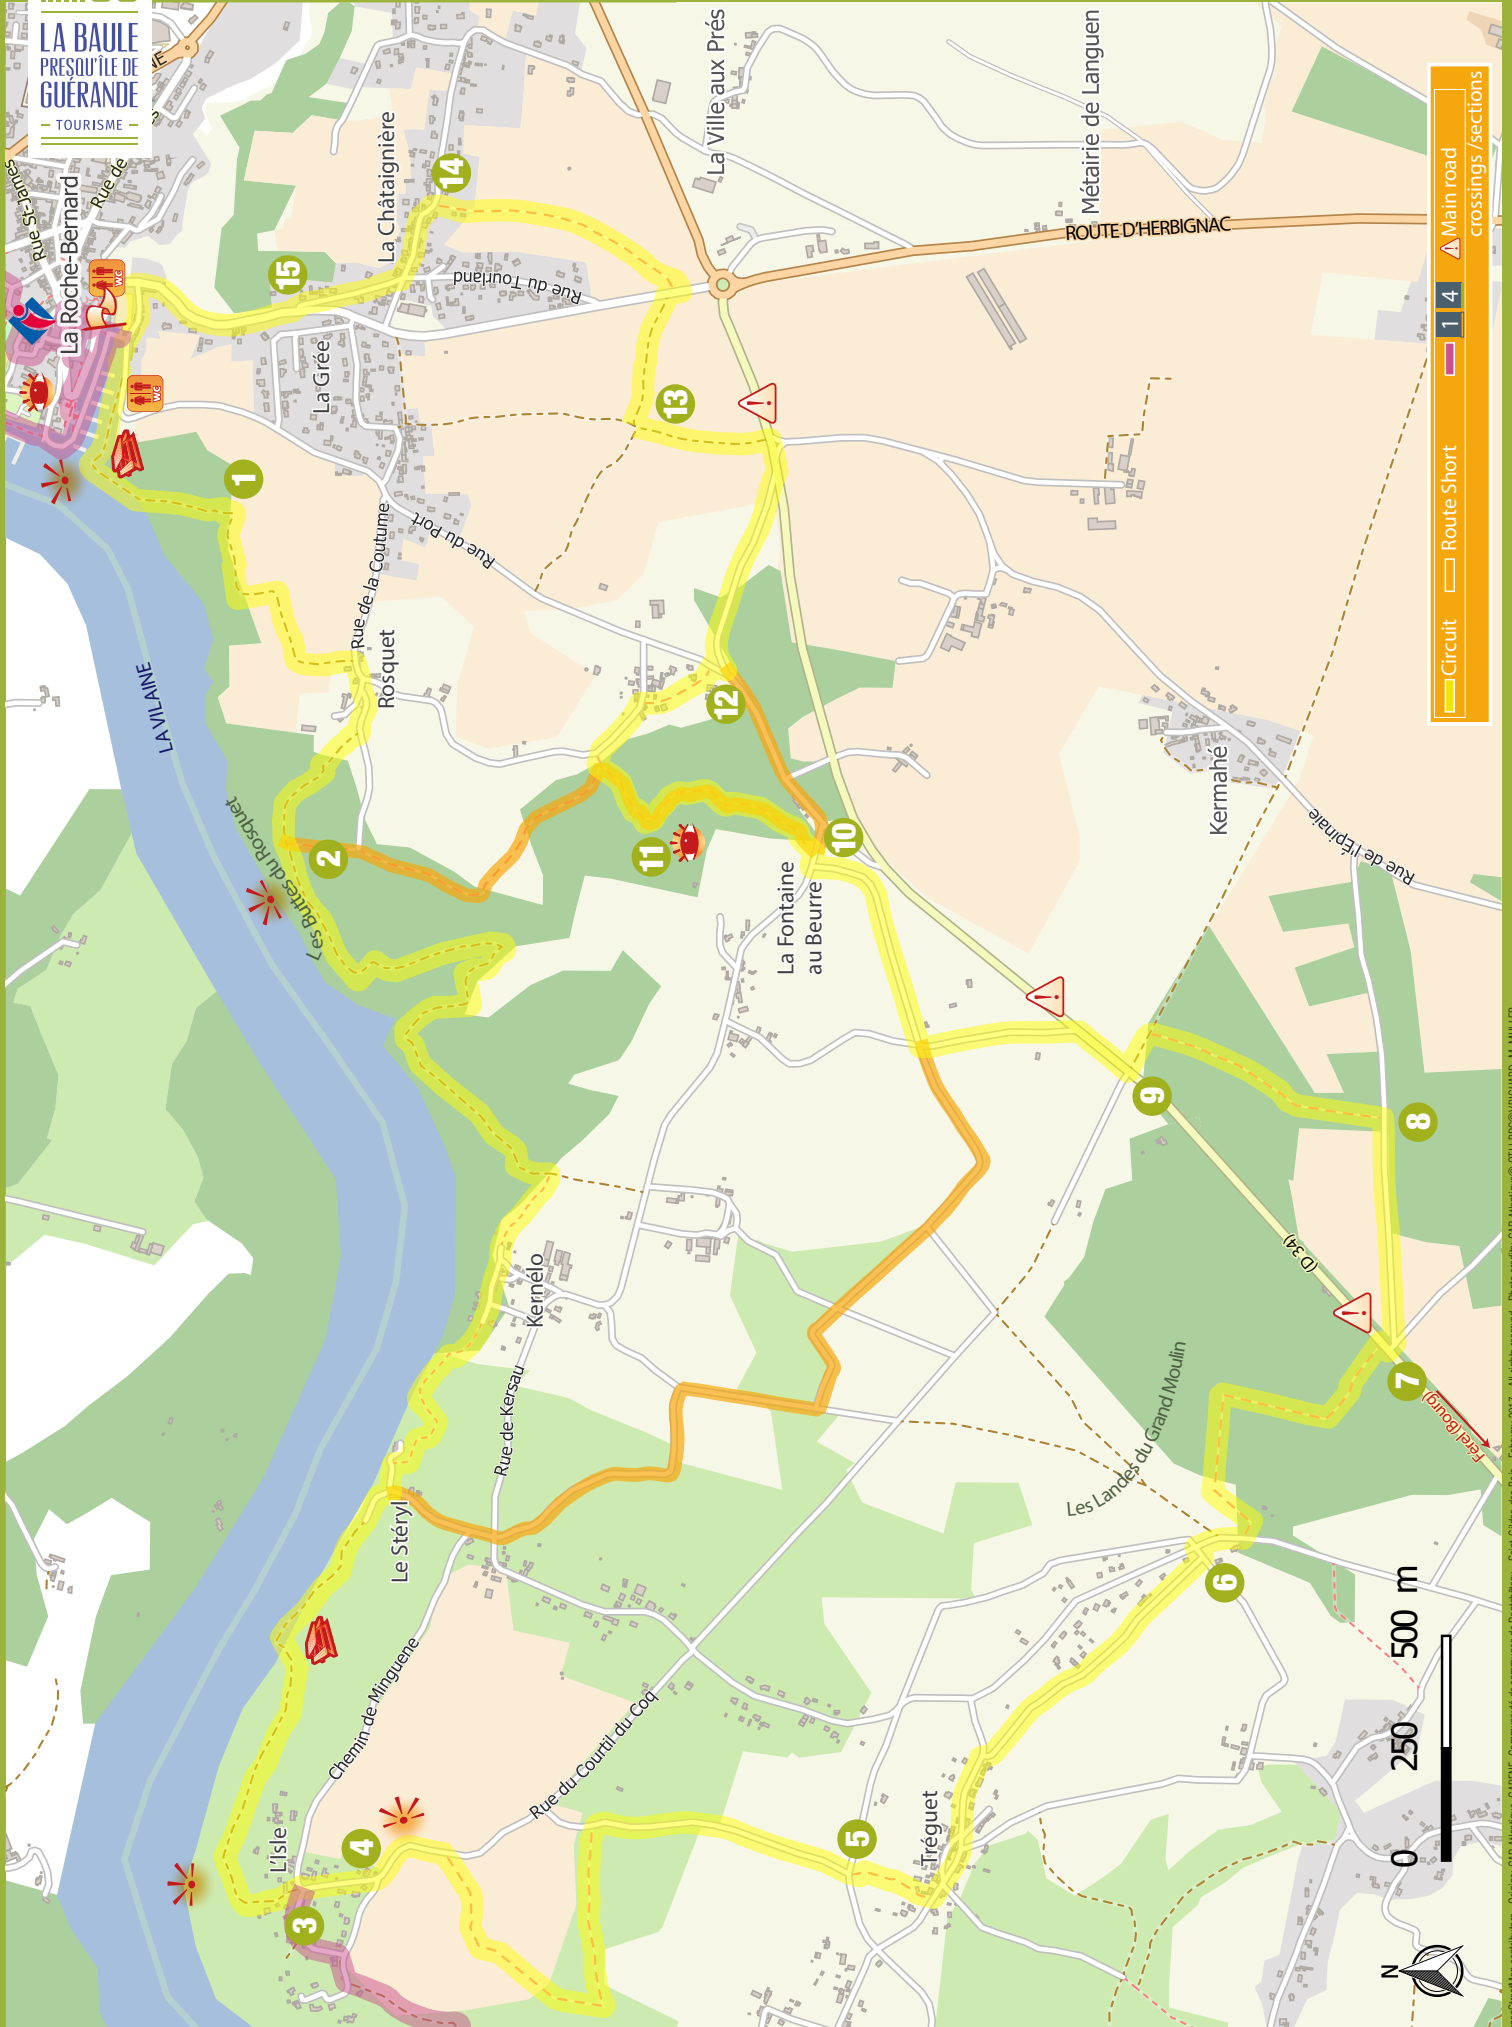 LA BAULE
PRESQU'ÎLE DE
GUÉRANDE
- TOURISME -
Rue St-James
La Roche-Bernard
Rue de
WC
WC
La Châtaignière
14
15
Rue du Tourland
La Ville aux Prés
Métairie de Languen
ROUTE D'HERBIGNAC
La Grée
13
1
Rue de la Coutume
Rue du Port
Rosquet
LA VILAINE
Les Buttes du Rosquet
2
12
11
10
La Fontaine
au Beurre
Kermahé
Rue de l'Épinaie
9
8
(D 34)
7
Férel (Bourg)
Kernélo
Rue de Kersau
Le Stéryl
Les Landes du Grand Moulin
6
Chemin de Minguene
Rue du Courtil du Coq
L'Isle
4
3
5
Tréguet
Circuit
Route Short
1 4
Main road
crossings /sections
0 250 500 m
N